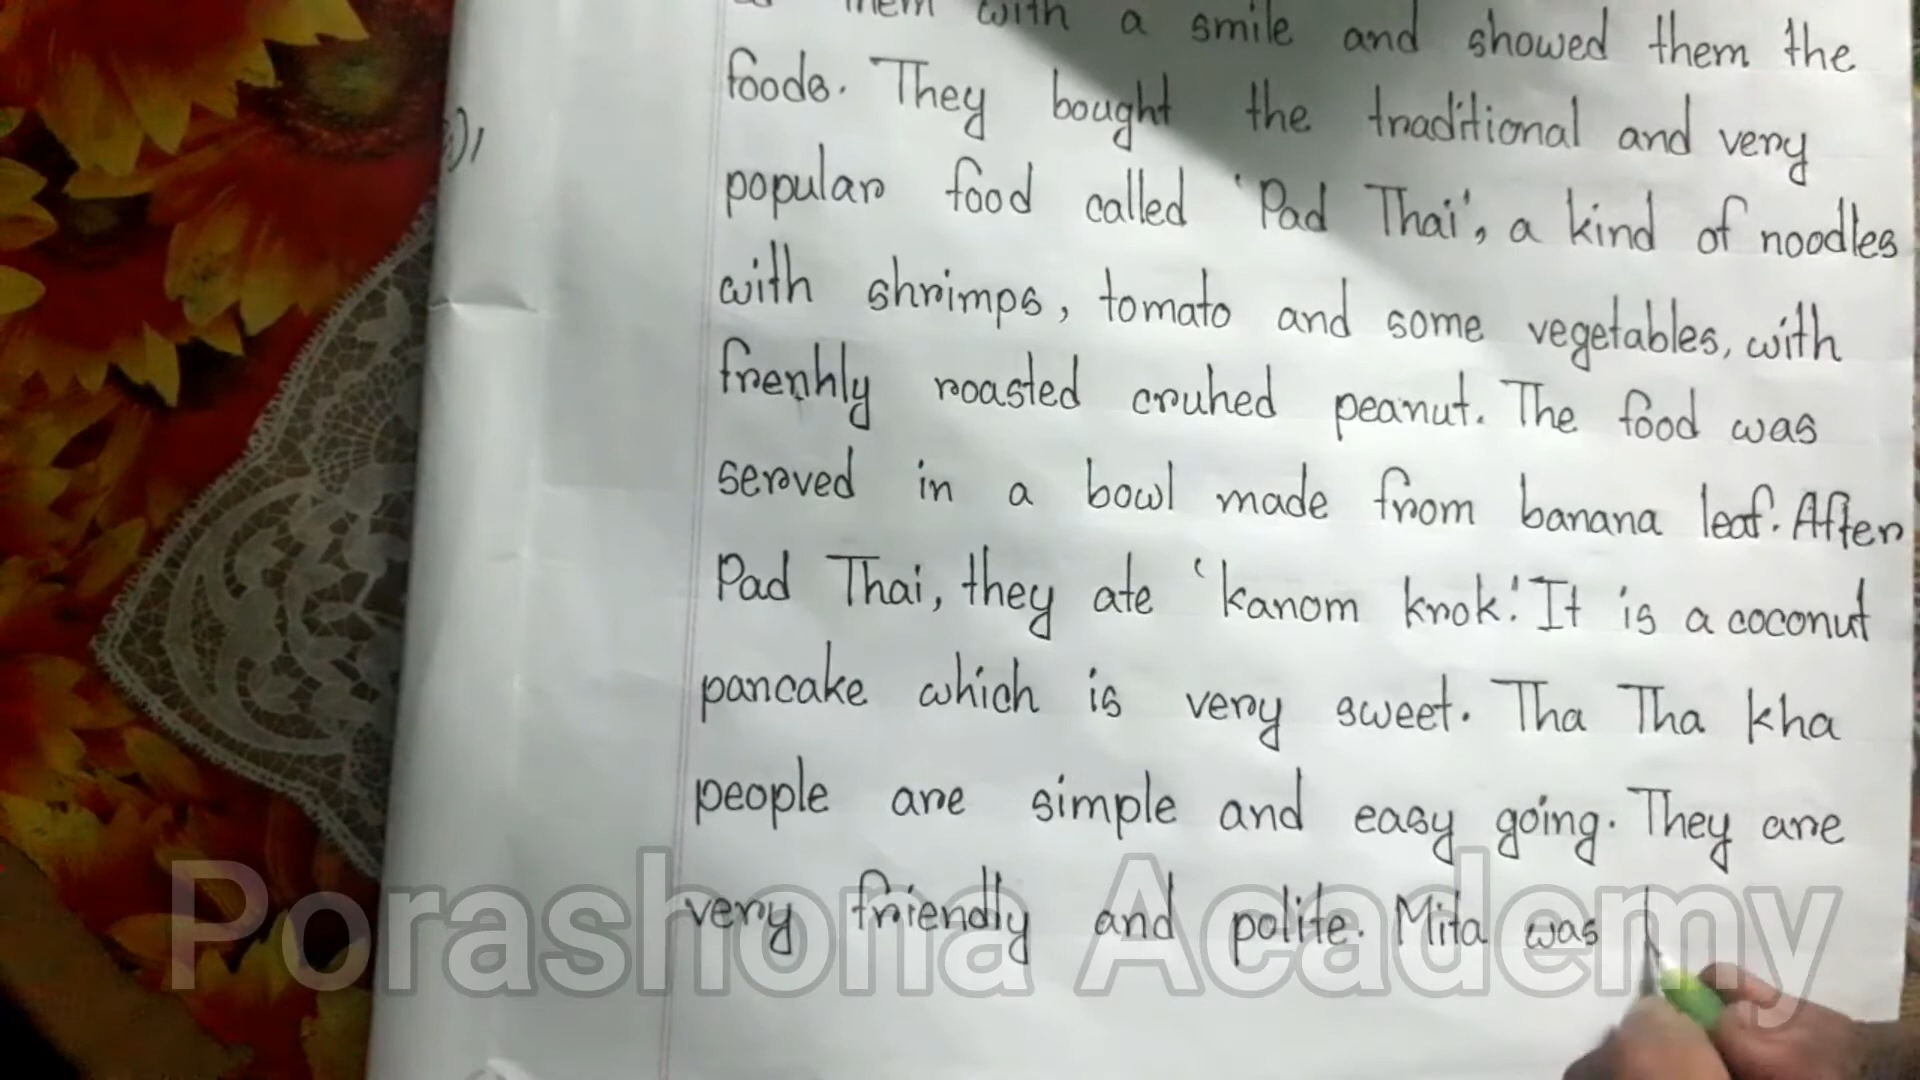 them with a smile and showed them the
foods. They bought the traditional and very
popular food called 'Pad Thai', a kind of noodles
with shrimps, tomato and some vegetables, with
frenhly roasted cruhed peanut. The food was
served in a bowl made from banana leaf. After
Pad Thai, they ate 'kanom krok'. It is a coconut
pancake which is very sweet. Tha Tha kha
people are simple and easy going. They are
very friendly and polite. Mita was
Porashona Academy